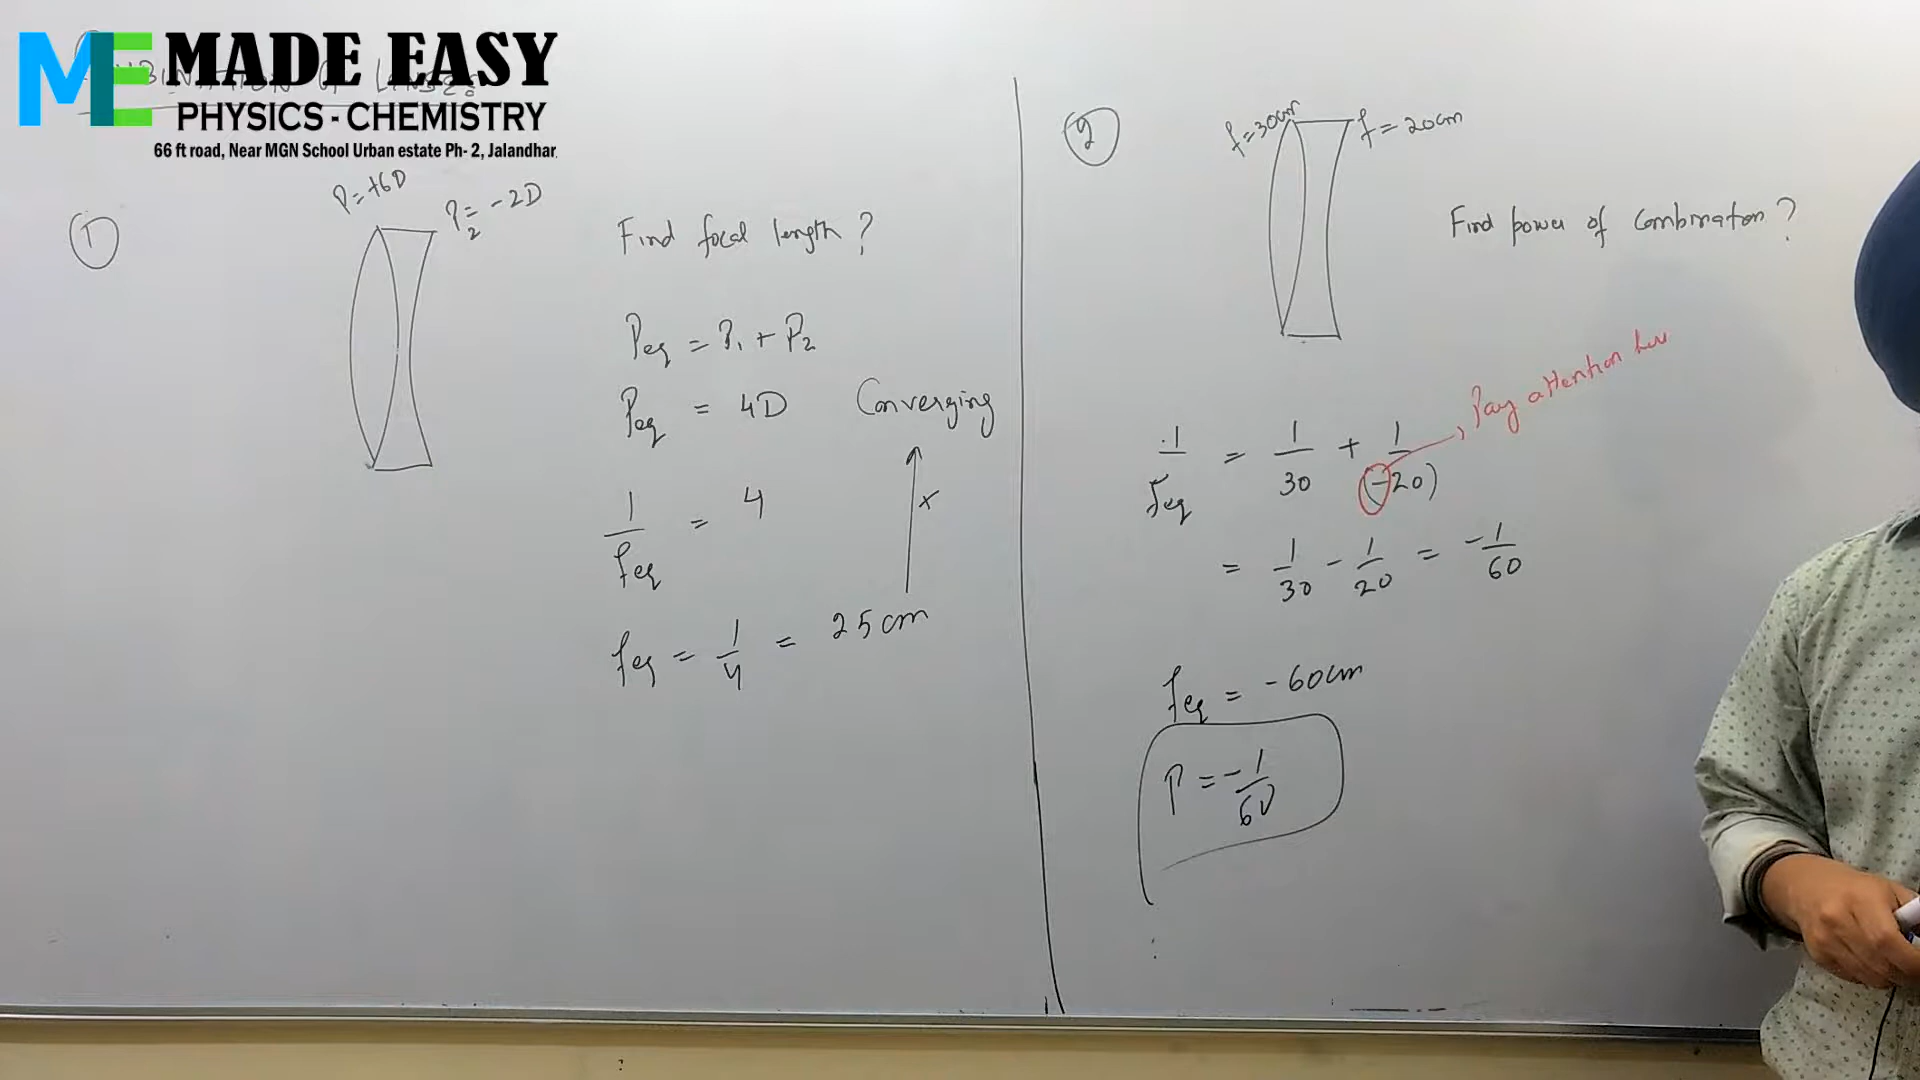 ME MADE EASY
PHYSICS - CHEMISTRY
66 ft road, Near MGN School Urban estate Ph- 2, Jalandhar
1
P = +6D
P2 = - 2D
Find focal length?
Peq = P1 + P2
Peq = 4D Converging
1/feq = 4
+
feq = 1/4 = 25 cm
2
f = 30cm
f = 20cm
Find power of combination?
Pay attention here
1/feq = 1/30 + 1/(-20)
= 1/30 - 1/20 = -1/60
feq = -60cm
P = -1/60